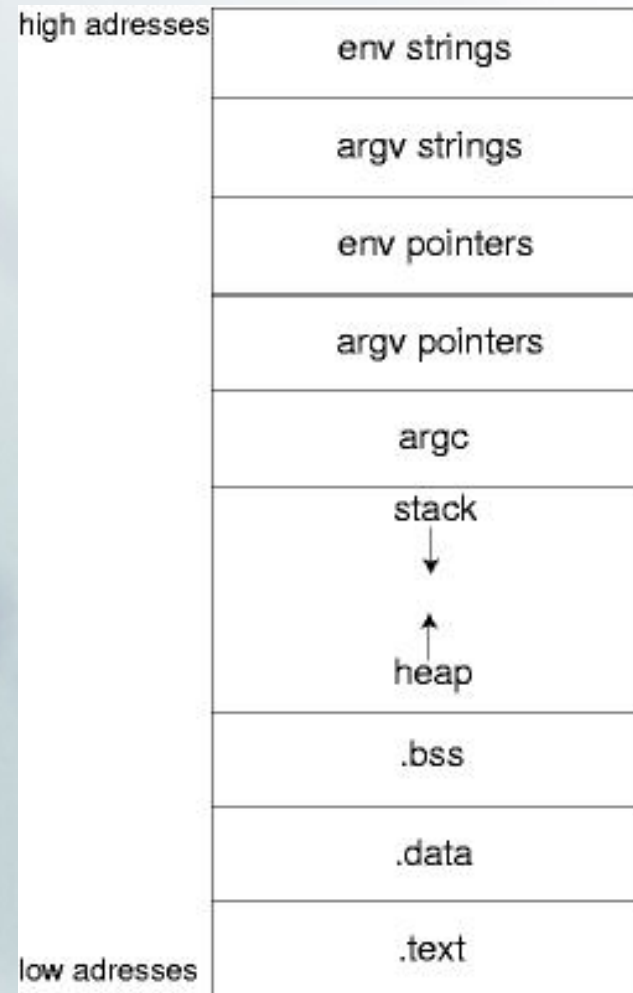 high adresses
env strings
argv strings
env pointers
argv pointers
argc
stack
heap
.bss
.data
.text
low adresses